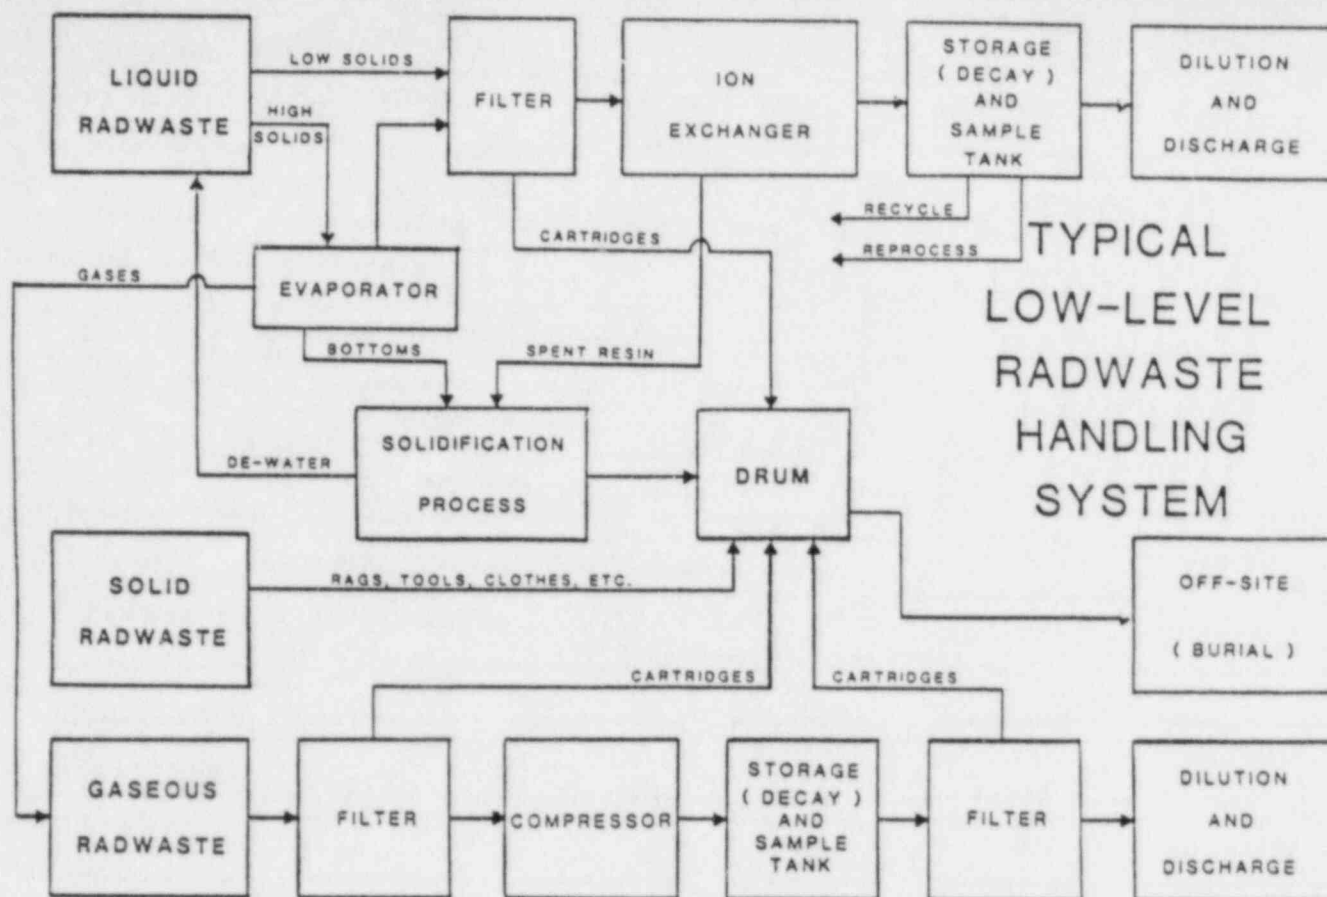 LIQUID
RADWASTE
LOW SOLIDS
HIGH
SOLIDS
FILTER
ION
EXCHANGER
STORAGE
( DECAY )
AND
SAMPLE
TANK
DILUTION
AND
DISCHARGE
RECYCLE
REPROCESS
CARTRIDGES
GASES
EVAPORATOR
BOTTOMS
SPENT RESIN
TYPICAL
LOW-LEVEL
RADWASTE
HANDLING
SYSTEM
DE-WATER
SOLIDIFICATION
PROCESS
DRUM
SOLID
RADWASTE
RAGS, TOOLS, CLOTHES, ETC.
OFF-SITE
( BURIAL )
CARTRIDGES
CARTRIDGES
GASEOUS
RADWASTE
FILTER
COMPRESSOR
STORAGE
( DECAY )
AND
SAMPLE
TANK
FILTER
DILUTION
AND
DISCHARGE